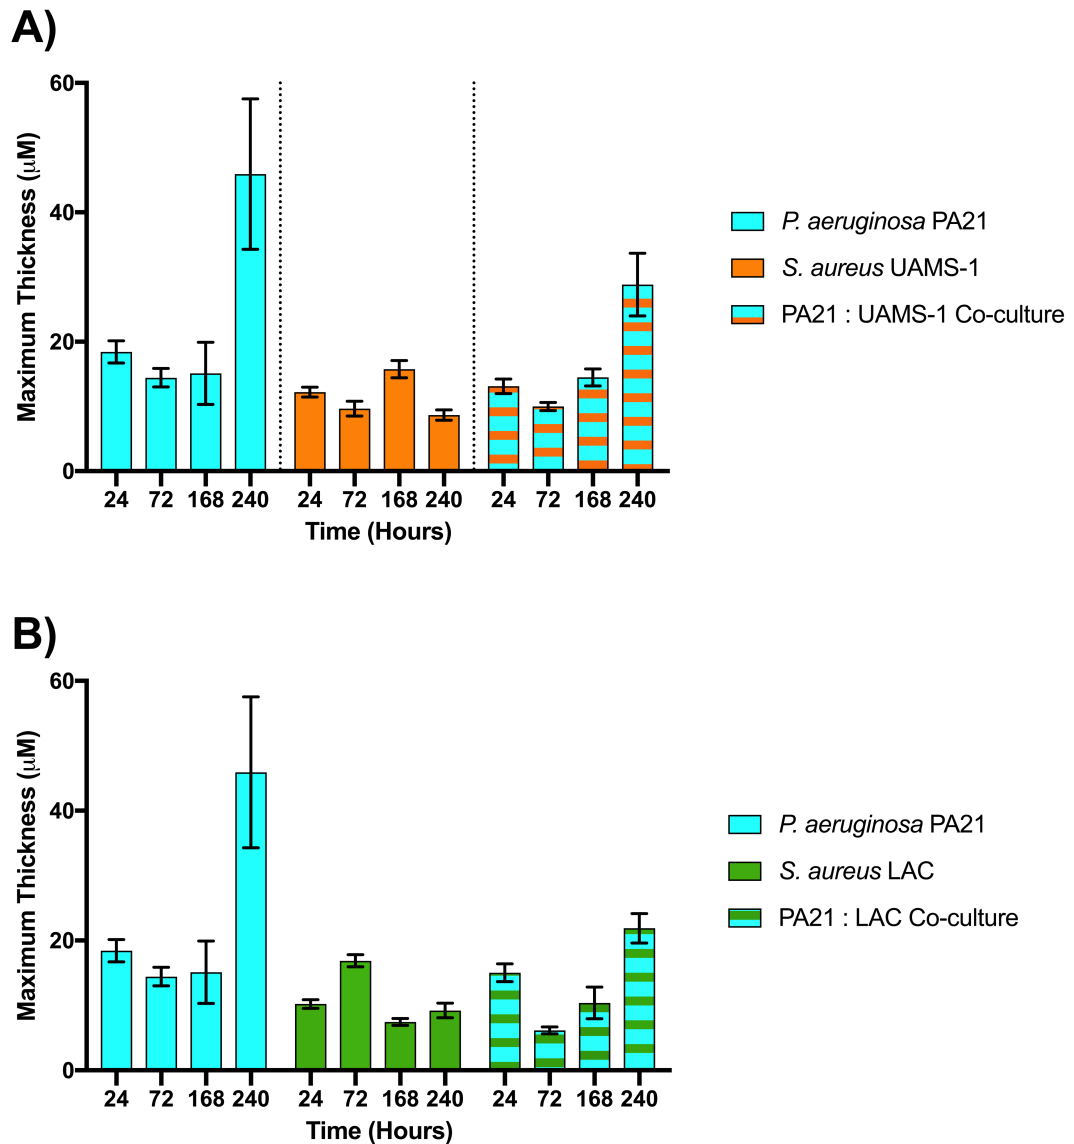 A)
Maximum Thickness (μM)
60
40
20
0
24 72 168 240 24 72 168 240 24 72 168 240
Time (Hours)
P. aeruginosa PA21
S. aureus UAMS-1
PA21 : UAMS-1 Co-culture
B)
Maximum Thickness (μM)
60
40
20
0
24 72 168 240 24 72 168 240 24 72 168 240
Time (Hours)
P. aeruginosa PA21
S. aureus LAC
PA21 : LAC Co-culture